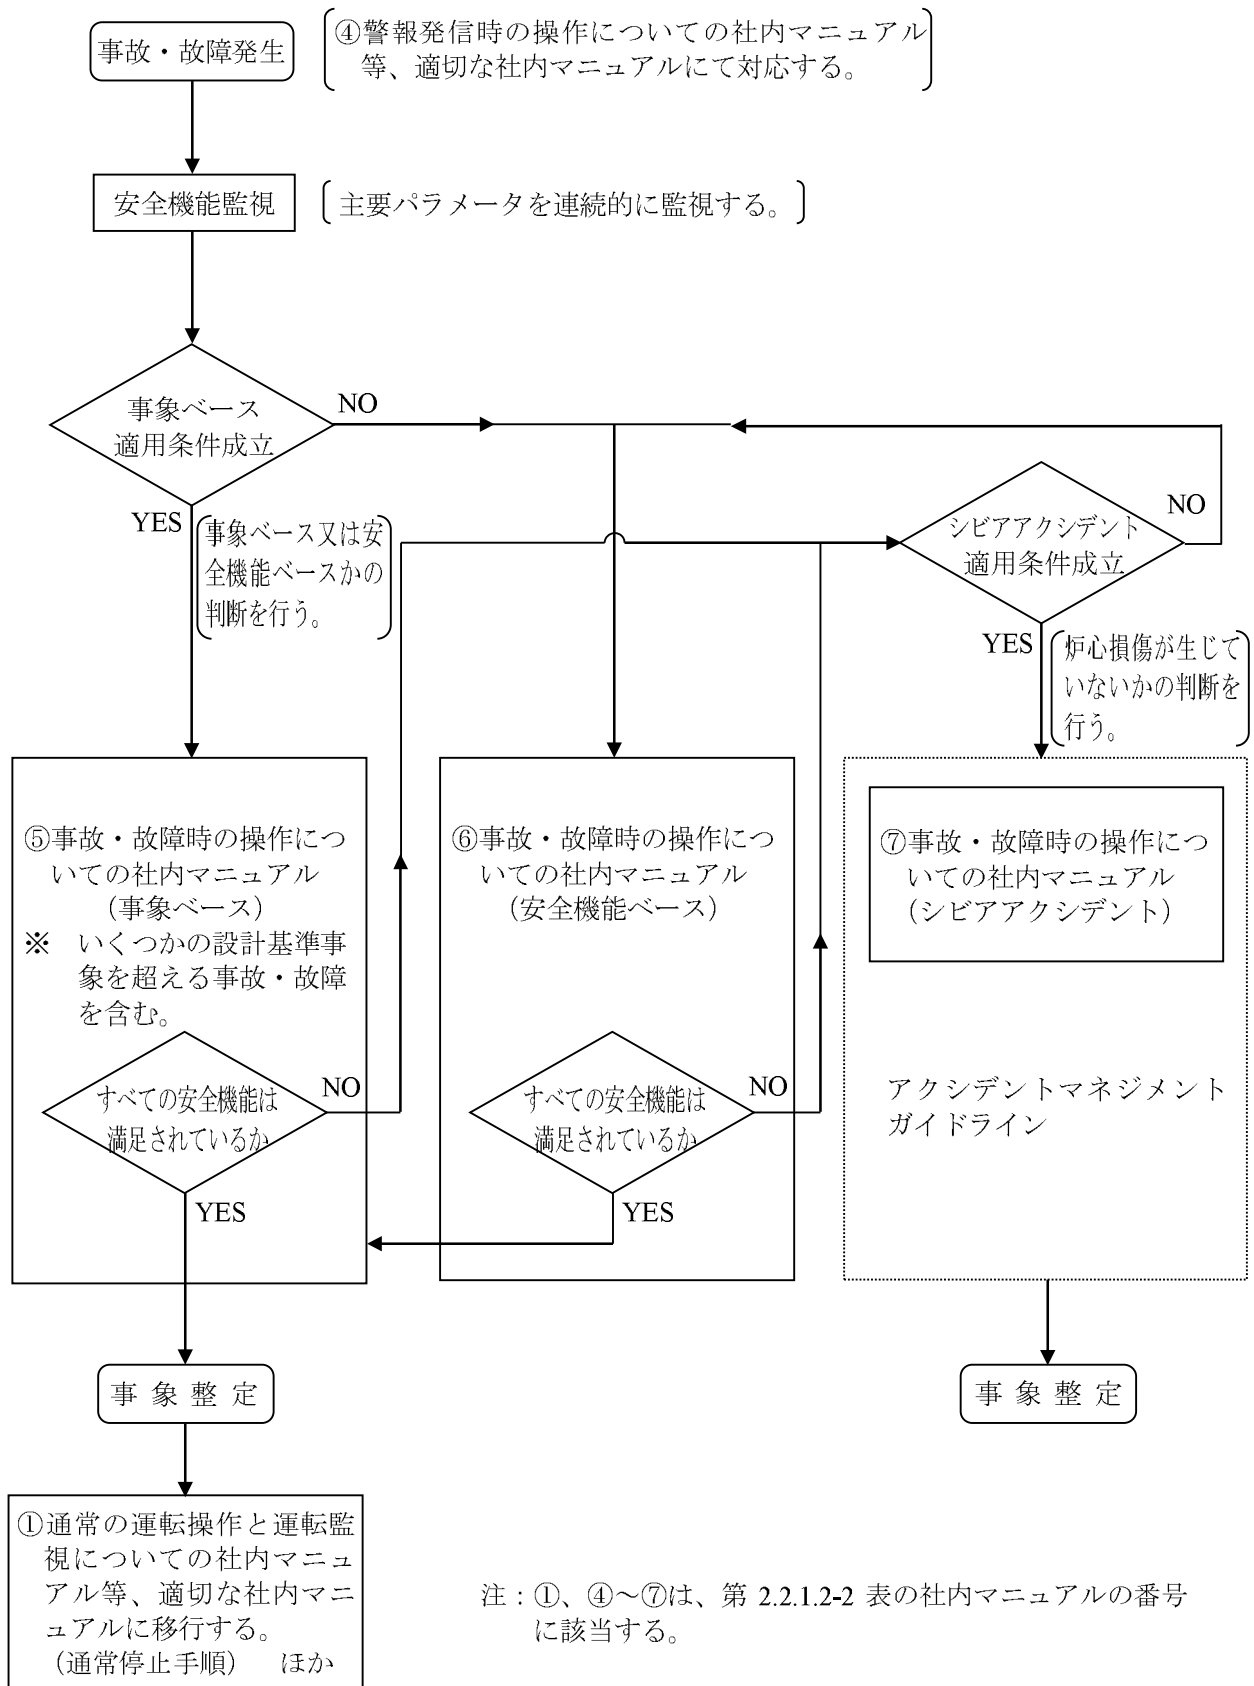 事故・故障発生
④警報発信時の操作についての社内マニュアル
等、適切な社内マニュアルにて対応する。
安全機能監視
主要パラメータを連続的に監視する。
事象ベース
適用条件成立
NO
YES
事象ベース又は安
全機能ベースかの
判断を行う。
シビアアクシデント
適用条件成立
NO
YES
炉心損傷が生じて
いないかの判断を
行う。
⑤事故・故障時の操作につ
いての社内マニュアル
（事象ベース）
※　いくつかの設計基準事
象を超える事故・故障
を含む。
すべての安全機能は
満足されているか
NO
YES
⑥事故・故障時の操作につ
いての社内マニュアル
（安全機能ベース）
すべての安全機能は
満足されているか
NO
YES
⑦事故・故障時の操作につ
いての社内マニュアル
（シビアアクシデント）
アクシデントマネジメント
ガイドライン
事 象 整 定
事 象 整 定
①通常の運転操作と運転監
視についての社内マニュ
アル等、適切な社内マニ
ュアルに移行する。
（通常停止手順）　ほか
注：①、④～⑦は、第 2.2.1.2-2 表の社内マニュアルの番号
に該当する。